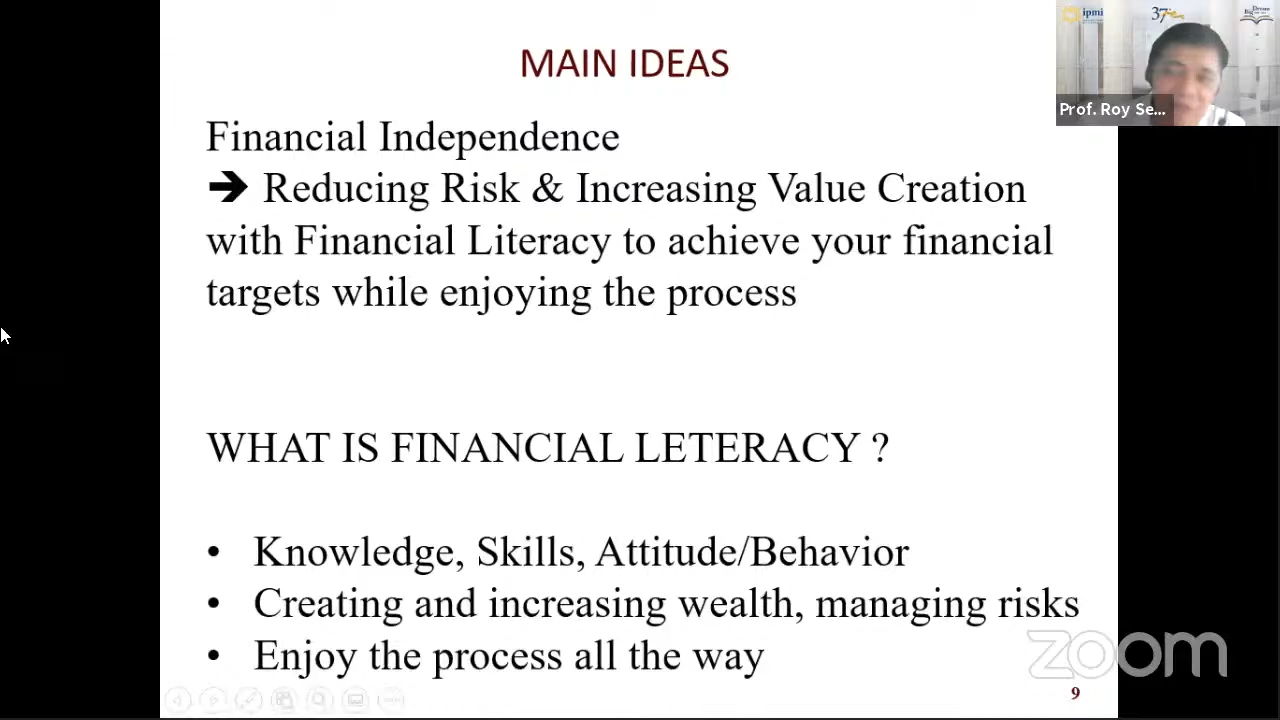 MAIN IDEAS
Financial Independence
➔ Reducing Risk & Increasing Value Creation
with Financial Literacy to achieve your financial
targets while enjoying the process
WHAT IS FINANCIAL LETERACY ?
• Knowledge, Skills, Attitude/Behavior
• Creating and increasing wealth, managing risks
• Enjoy the process all the way
9
ipmi
37
Prof. Roy Se...
zoom